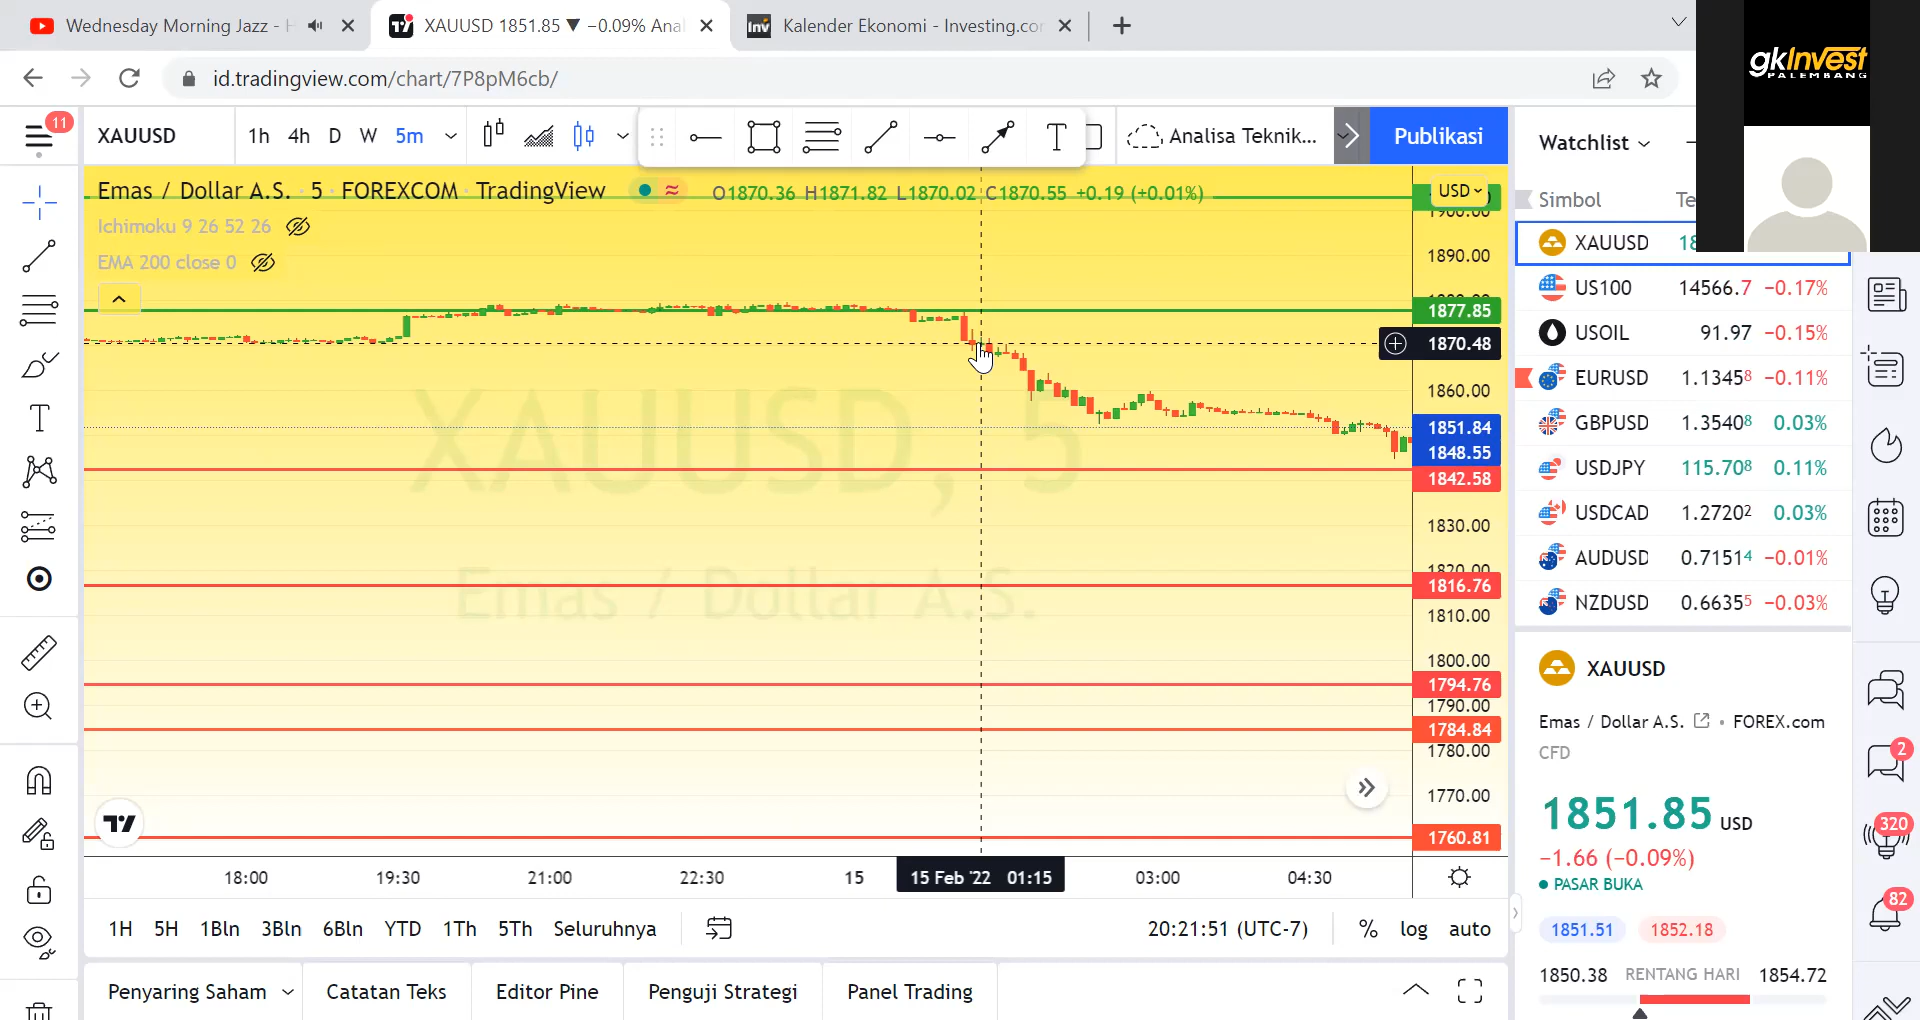 Wednesday Morning Jazz - H
XAUUSD 1851.85 ▼ −0.09% Anal
Inv Kalender Ekonomi - Investing.co
gkInvest
PALEMBANG
id.tradingview.com/chart/7P8pM6cb/
11
XAUUSD 1h 4h D W 5m
T
Analisa Teknik...
Publikasi
Watchlist
Emas / Dollar A.S. · 5 · FOREXCOM · TradingView
O1870.36 H1871.82 L1870.02 C1870.55 +0.19 (+0.01%)
USD
Ichimoku 9 26 52 26
EMA 200 close 0
1900.00
1890.00
1877.85
1870.48
1860.00
1851.84
1848.55
1842.58
1830.00
1820.00
1816.76
1810.00
1800.00
1794.76
1790.00
1784.84
1780.00
1770.00
1760.81
XAUUSD, 5
Emas / Dollar A.S.
18:00 19:30 21:00 22:30 15 15 Feb '22 01:15 03:00 04:30
1H 5H 1Bln 3Bln 6Bln YTD 1Th 5Th Seluruhnya
20:21:51 (UTC-7) % log auto
Penyaring Saham Catatan Teks Editor Pine Penguji Strategi Panel Trading
Simbol Te
XAUUSD 18
US100 14566.7 −0.17%
USOIL 91.97 −0.15%
EURUSD 1.13458 −0.11%
GBPUSD 1.35408 0.03%
USDJPY 115.708 0.11%
USDCAD 1.27202 0.03%
AUDUSD 0.71514 −0.01%
NZDUSD 0.66355 −0.03%
XAUUSD
Emas / Dollar A.S. • FOREX.com
CFD
1851.85 USD
−1.66 (−0.09%)
PASAR BUKA
1851.51 1852.18
1850.38 RENTANG HARI 1854.72
2
320
82